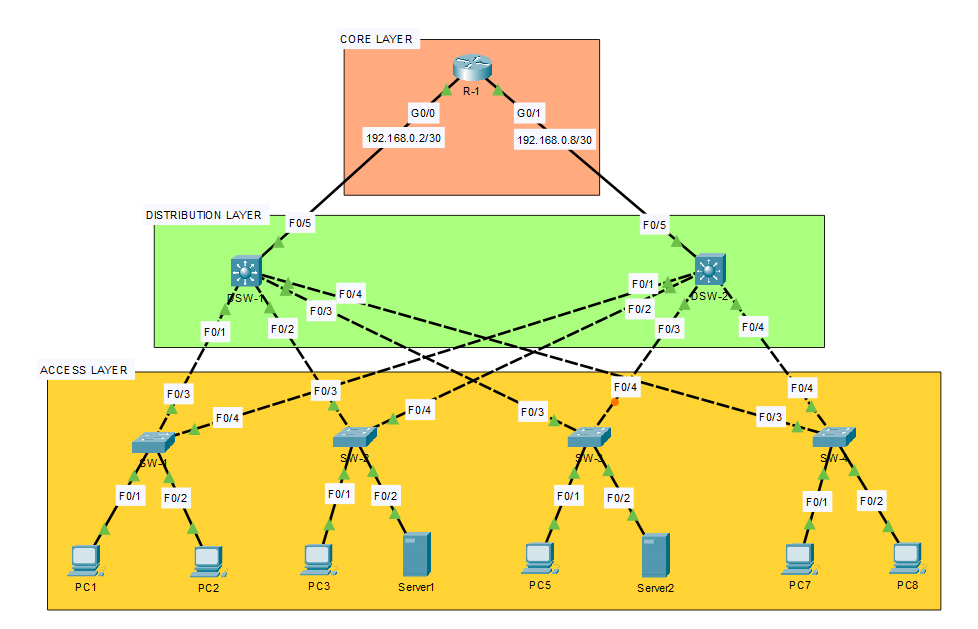 CORE LAYER
R-1
G0/0
G0/1
192.168.0.2/30
192.168.0.8/30
DISTRIBUTION LAYER
F0/5
F0/5
DSW-1
DSW-2
F0/4
F0/3
F0/1
F0/2
F0/1
F0/2
F0/3
F0/4
ACCESS LAYER
F0/3
F0/4
F0/3
F0/4
F0/3
F0/4
F0/3
F0/4
SW-1
SW-2
SW-3
SW-4
F0/1
F0/2
F0/1
F0/2
F0/1
F0/2
F0/1
F0/2
PC1
PC2
PC3
Server1
PC5
Server2
PC7
PC8